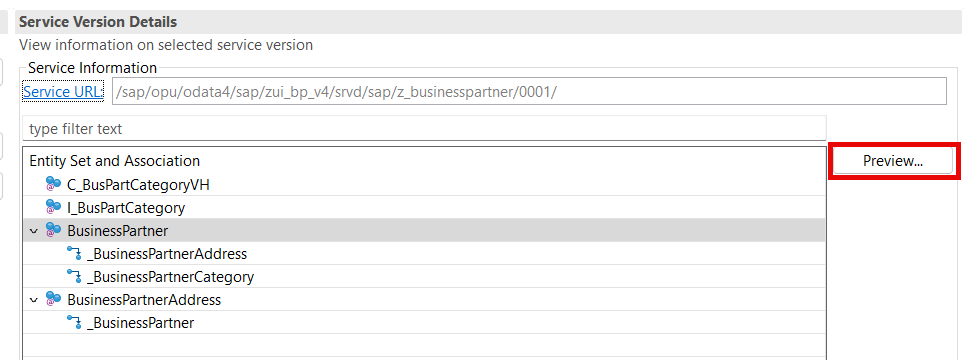 Service Version Details
View information on selected service version
Service Information
Service URL: /sap/opu/odata4/sap/zui_bp_v4/srvd/sap/z_businesspartner/0001/
type filter text
Entity Set and Association
Preview...
C_BusPartCategoryVH
I_BusPartCategory
BusinessPartner
_BusinessPartnerAddress
_BusinessPartnerCategory
BusinessPartnerAddress
_BusinessPartner